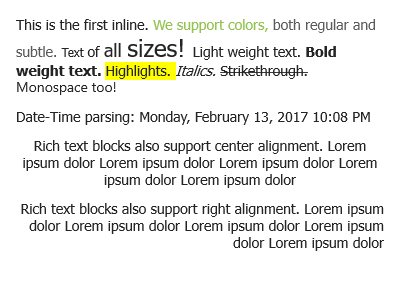 This is the first inline. We support colors, both regular and
subtle. Text of all sizes! Light weight text. Bold
weight text. Highlights. Italics. Strikethrough.
Monospace too!
Date-Time parsing: Monday, February 13, 2017 10:08 PM
Rich text blocks also support center alignment. Lorem
ipsum dolor Lorem ipsum dolor Lorem ipsum dolor Lorem
ipsum dolor Lorem ipsum dolor
Rich text blocks also support right alignment. Lorem ipsum
dolor Lorem ipsum dolor Lorem ipsum dolor Lorem ipsum
dolor Lorem ipsum dolor